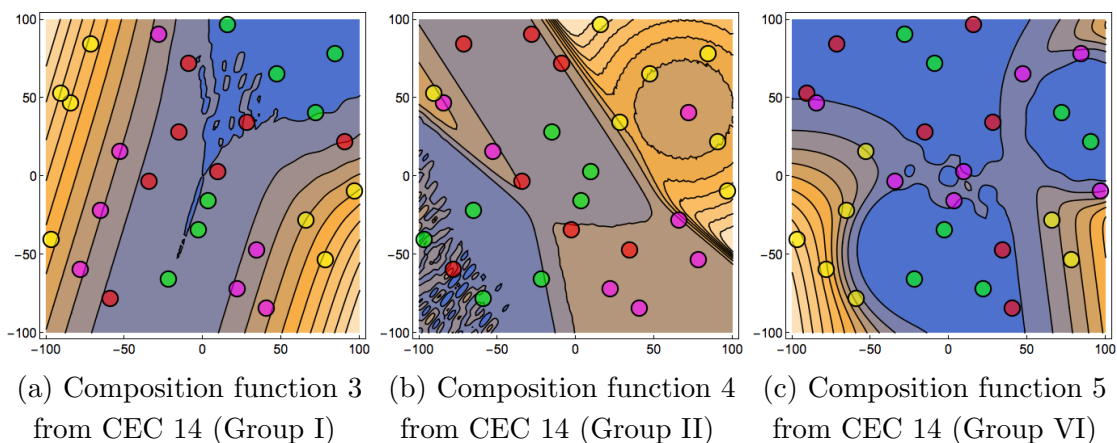 100
50
0
−50
−100
−100 −50 0 50 100
100
50
0
−50
−100
−100 −50 0 50 100
100
50
0
−50
−100
−100 −50 0 50 100
(a) Composition function 3
from CEC 14 (Group I)
(b) Composition function 4
from CEC 14 (Group II)
(c) Composition function 5
from CEC 14 (Group VI)